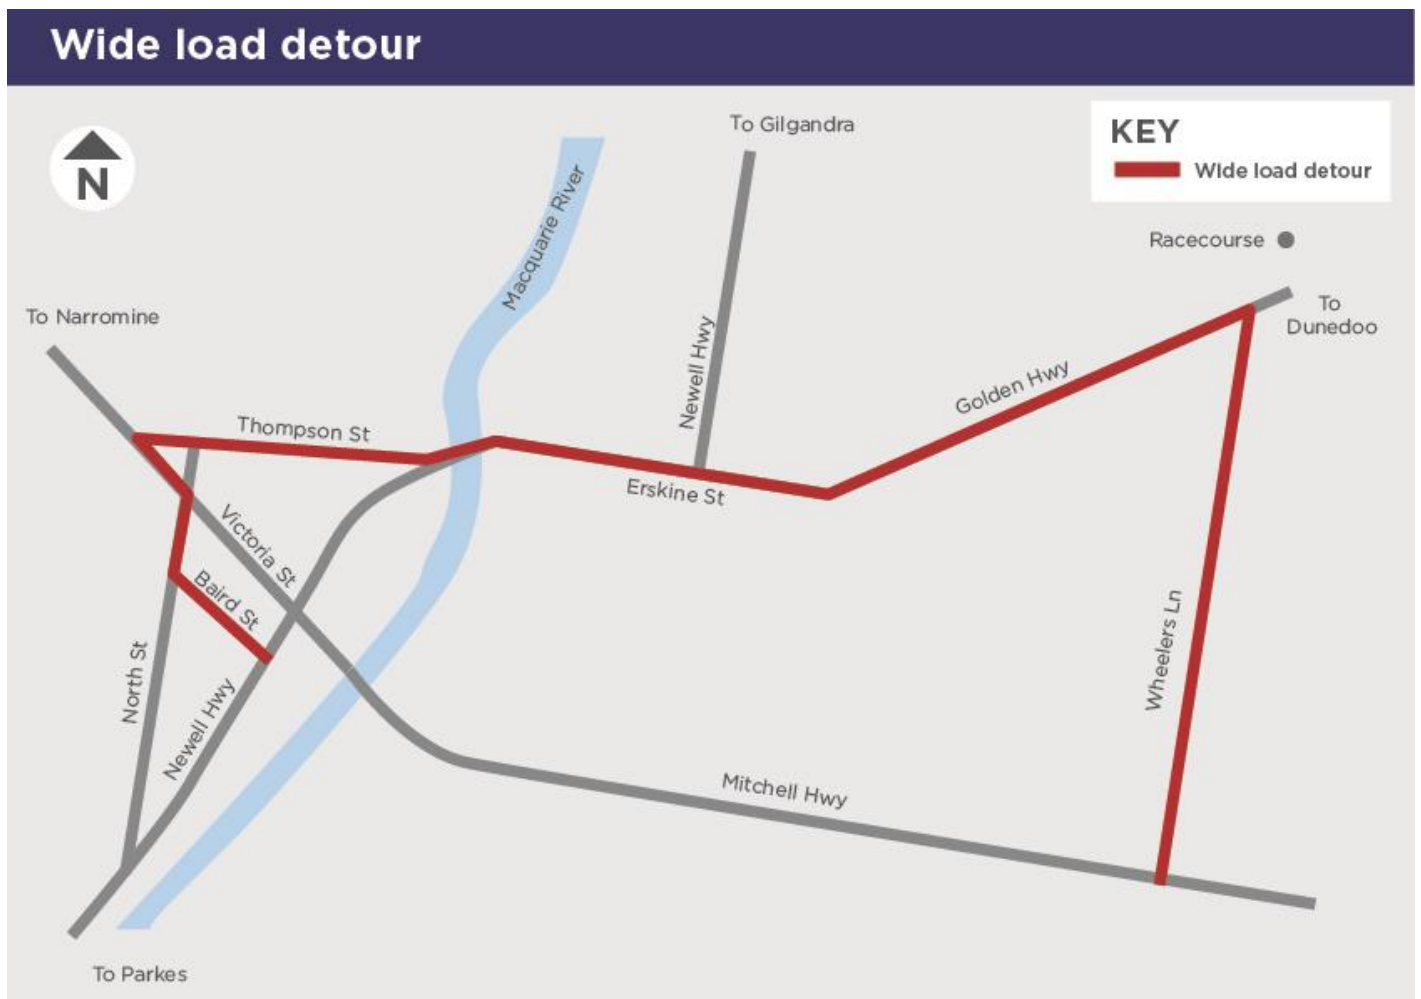 Wide load detour
N
To Gilgandra
KEY
Wide load detour
Macquarie River
Racecourse
To Narromine
To
Dunedoo
Newell Hwy
Golden Hwy
Thompson St
Erskine St
Victoria St
Baird St
Wheelers Ln
North St
Newell Hwy
Mitchell Hwy
To Parkes